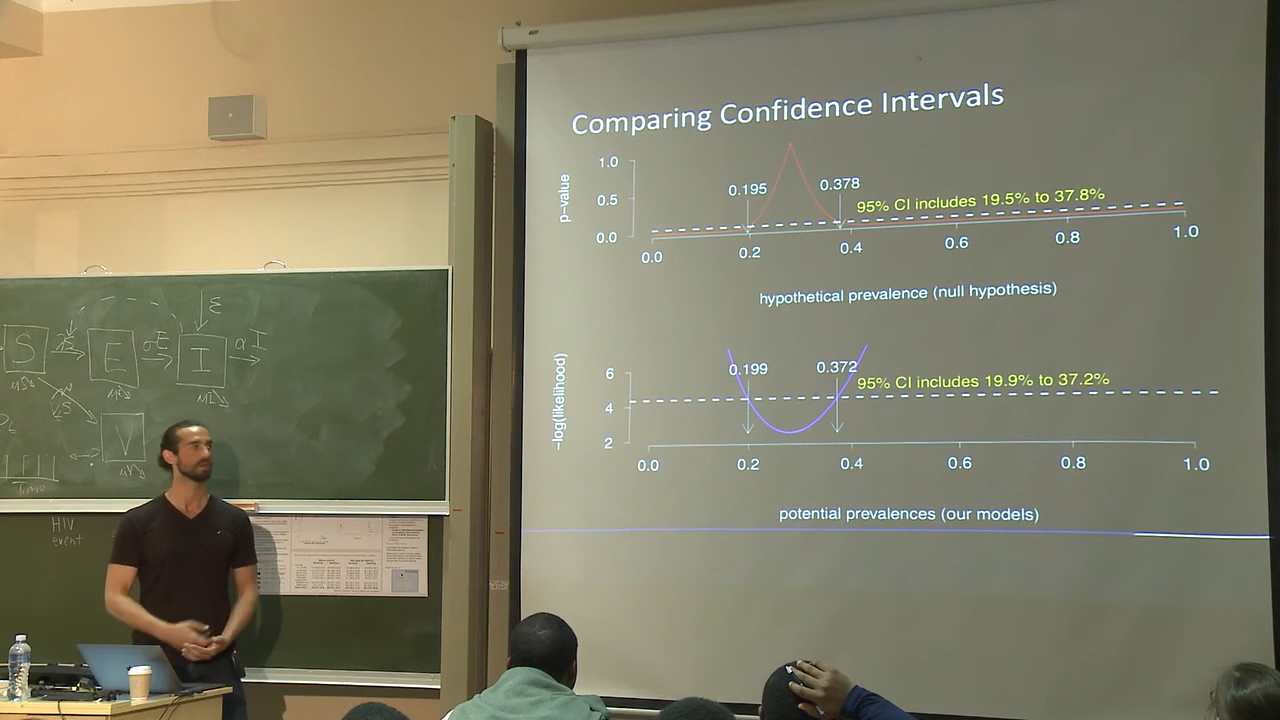 Comparing Confidence Intervals
p-value
1.0
0.5
0.0
0.195
0.378
95% CI includes 19.5% to 37.8%
0.0
0.2
0.4
0.6
0.8
1.0
hypothetical prevalence (null hypothesis)
−log(likelihood)
6
4
2
0.199
0.372
95% CI includes 19.9% to 37.2%
0.0
0.2
0.4
0.6
0.8
1.0
potential prevalences (our models)
ε
S
E
σE
I
αI
V
Time
HIV
event